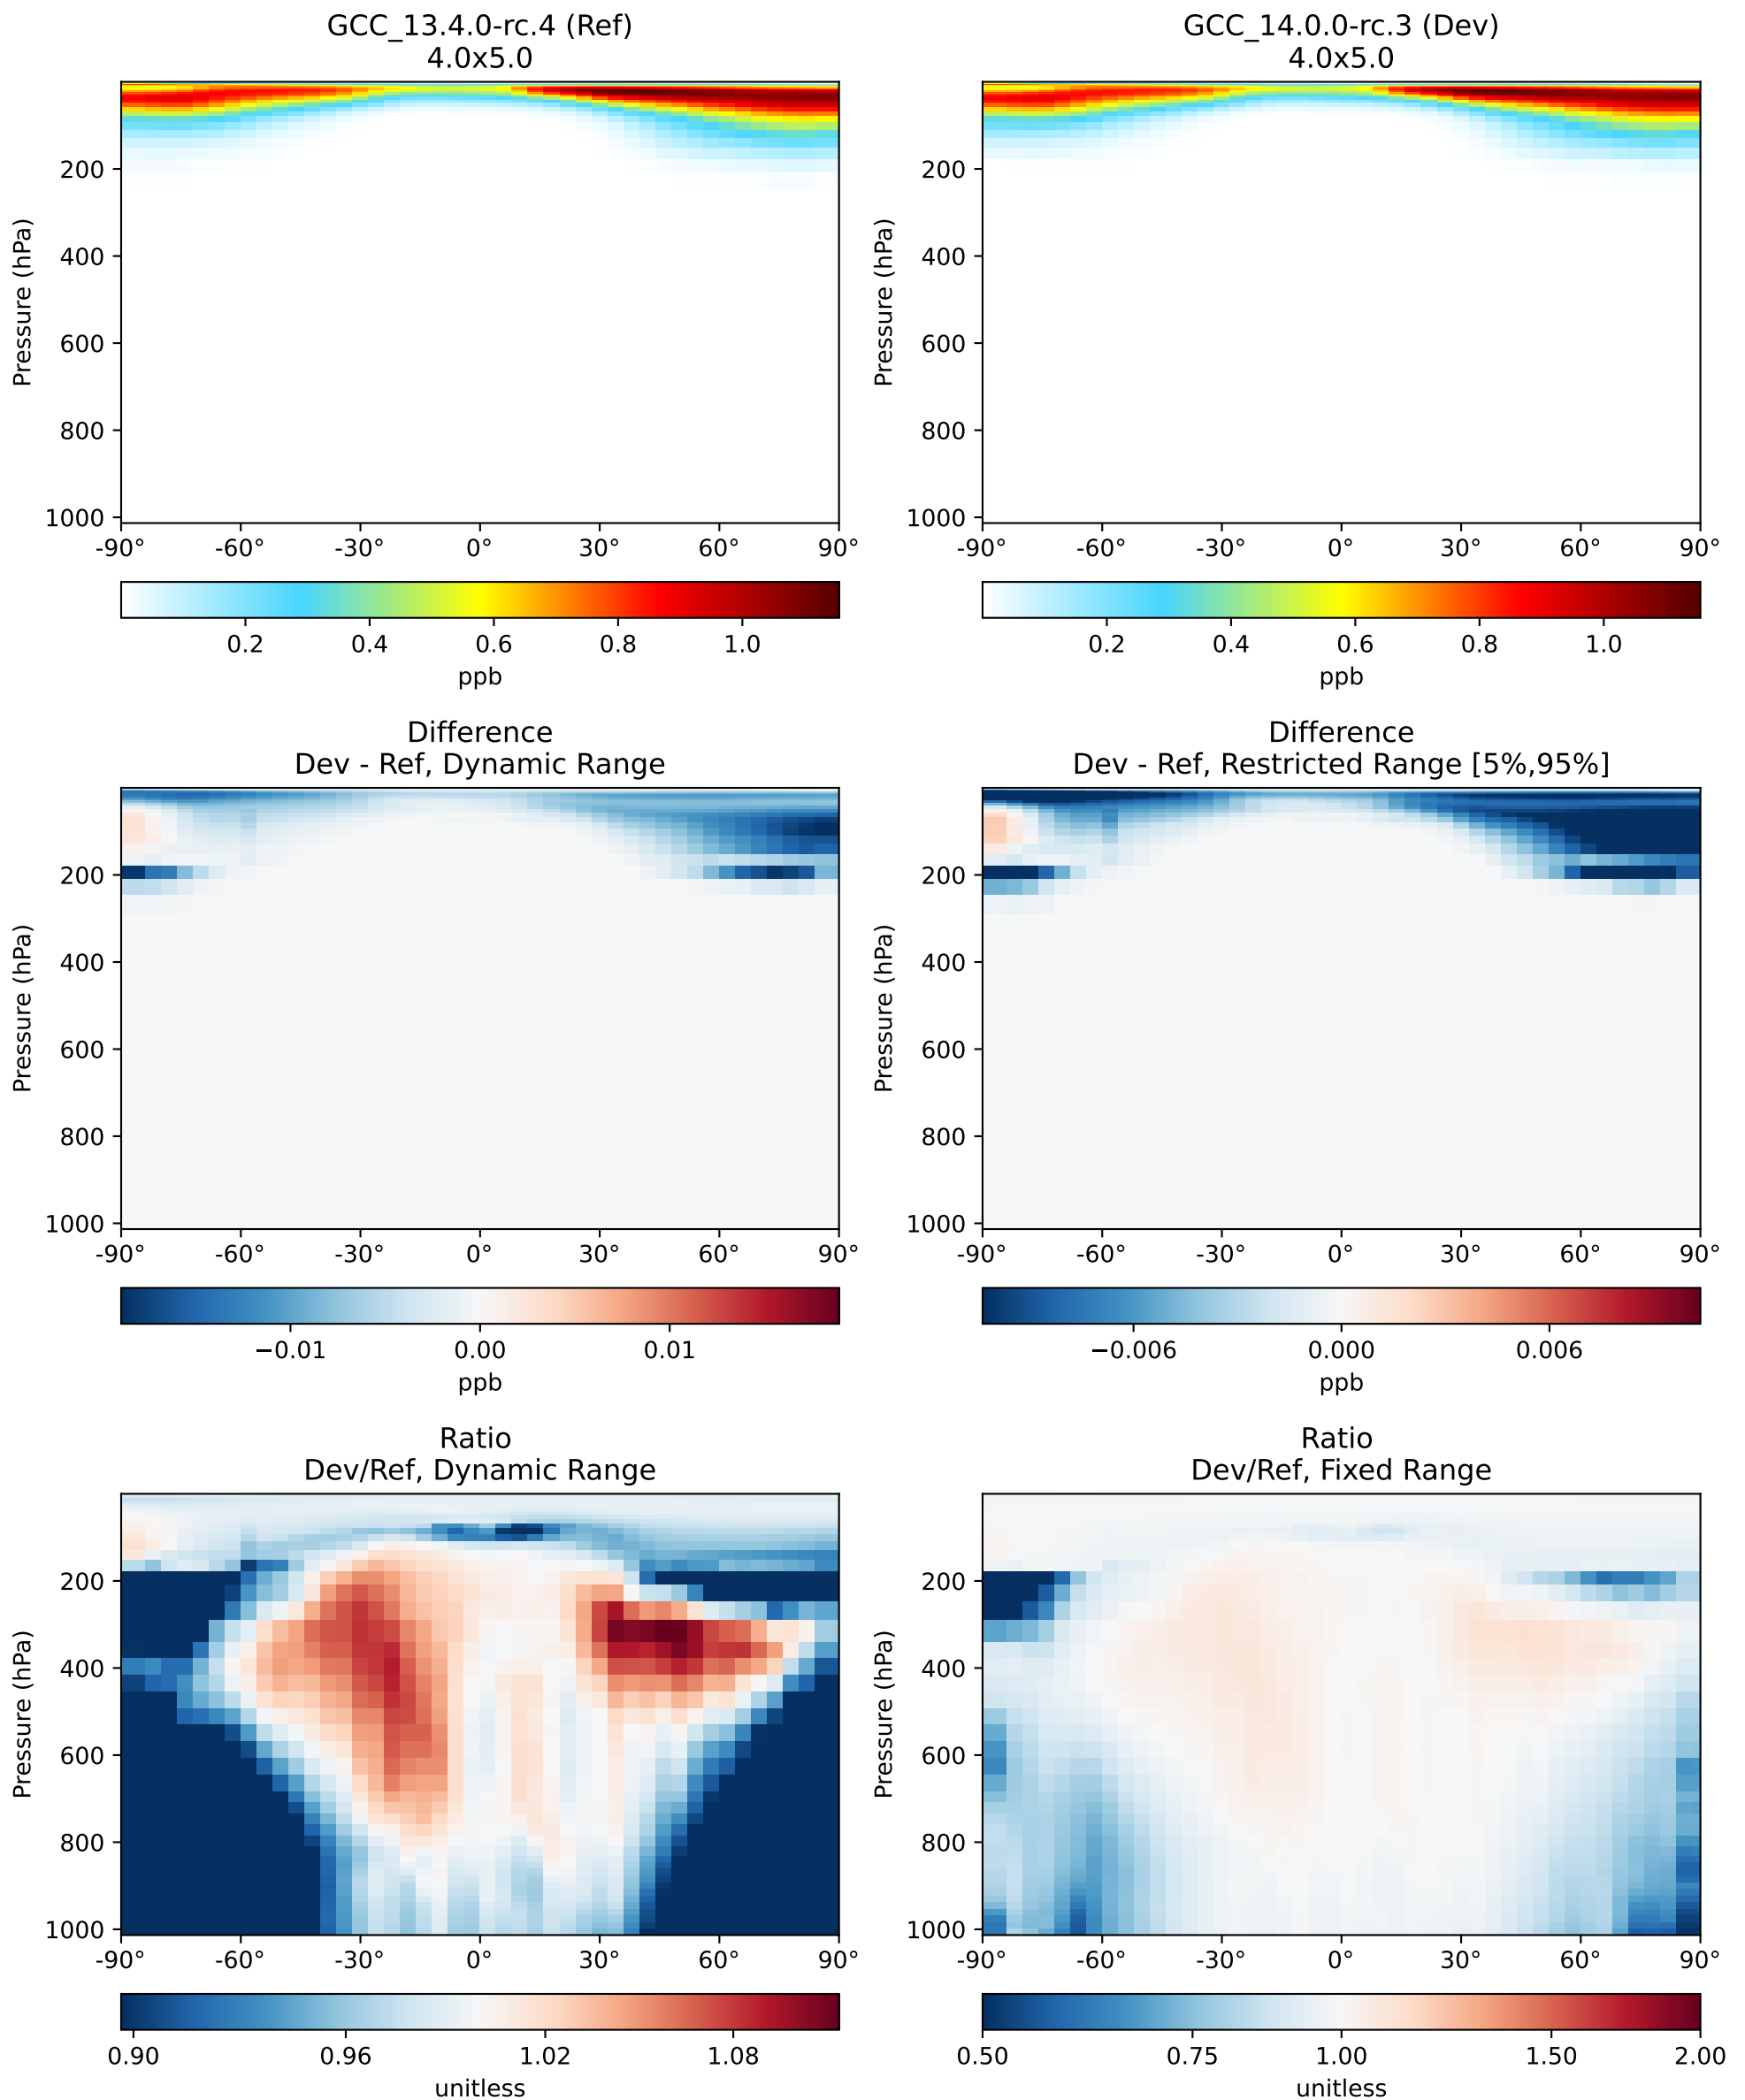 GCC_13.4.0-rc.4 (Ref)
4.0x5.0
Pressure (hPa)
200
400
600
800
1000
-90° -60° -30° 0° 30° 60° 90°
0.2 0.4 0.6 0.8 1.0
ppb
GCC_14.0.0-rc.3 (Dev)
4.0x5.0
Pressure (hPa)
200
400
600
800
1000
-90° -60° -30° 0° 30° 60° 90°
0.2 0.4 0.6 0.8 1.0
ppb
Difference
Dev - Ref, Dynamic Range
Pressure (hPa)
200
400
600
800
1000
-90° -60° -30° 0° 30° 60° 90°
−0.01 0.00 0.01
ppb
Difference
Dev - Ref, Restricted Range [5%,95%]
Pressure (hPa)
200
400
600
800
1000
-90° -60° -30° 0° 30° 60° 90°
−0.006 0.000 0.006
ppb
Ratio
Dev/Ref, Dynamic Range
Pressure (hPa)
200
400
600
800
1000
-90° -60° -30° 0° 30° 60° 90°
0.90 0.96 1.02 1.08
unitless
Ratio
Dev/Ref, Fixed Range
Pressure (hPa)
200
400
600
800
1000
-90° -60° -30° 0° 30° 60° 90°
0.50 0.75 1.00 1.50 2.00
unitless